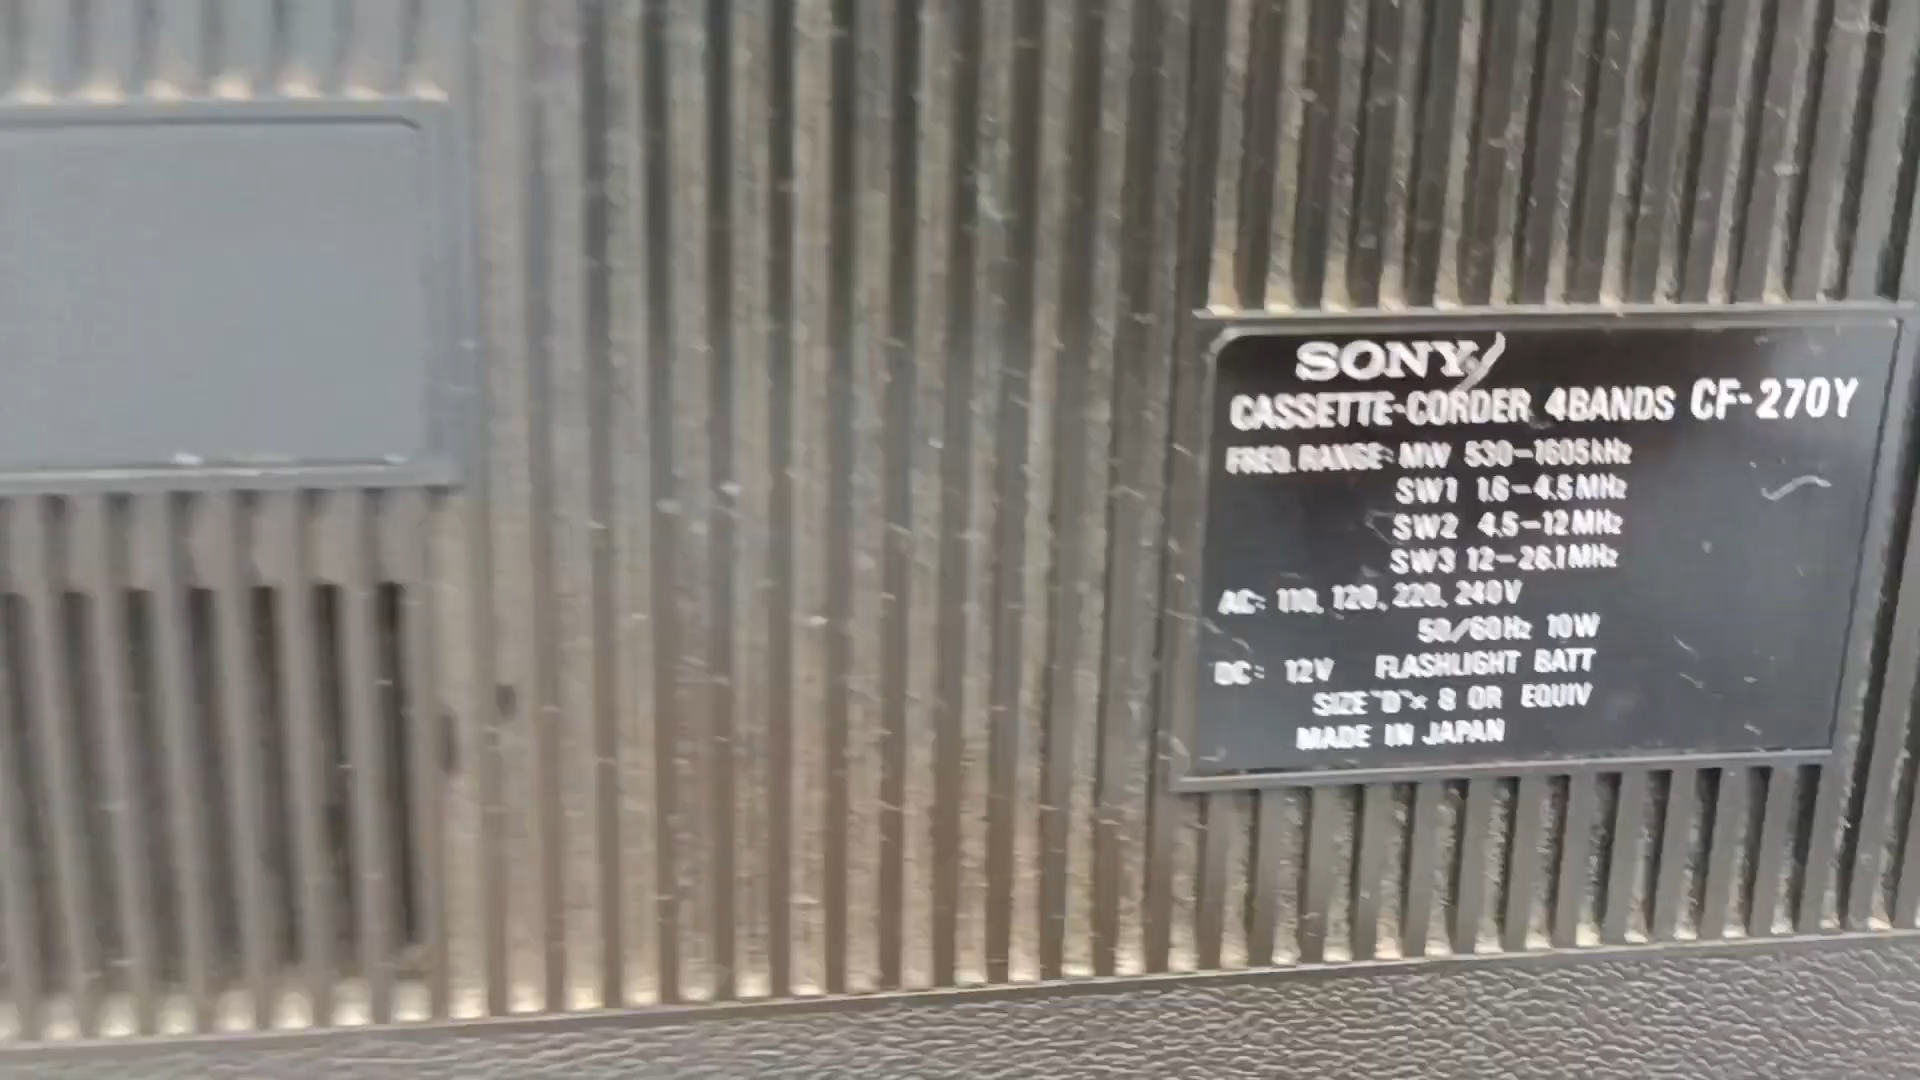 SONY
CASSETTE-CORDER 4BANDS CF-270Y
FREQ. RANGE: MW 530-1605kHz
SW1 1.6-4.5MHz
SW2 4.5-12MHz
SW3 12-26.1MHz
AC: 110, 120, 220, 240V
50/60Hz 10W
DC: 12V FLASHLIGHT BATT
SIZE "D" × 8 OR EQUIV
MADE IN JAPAN